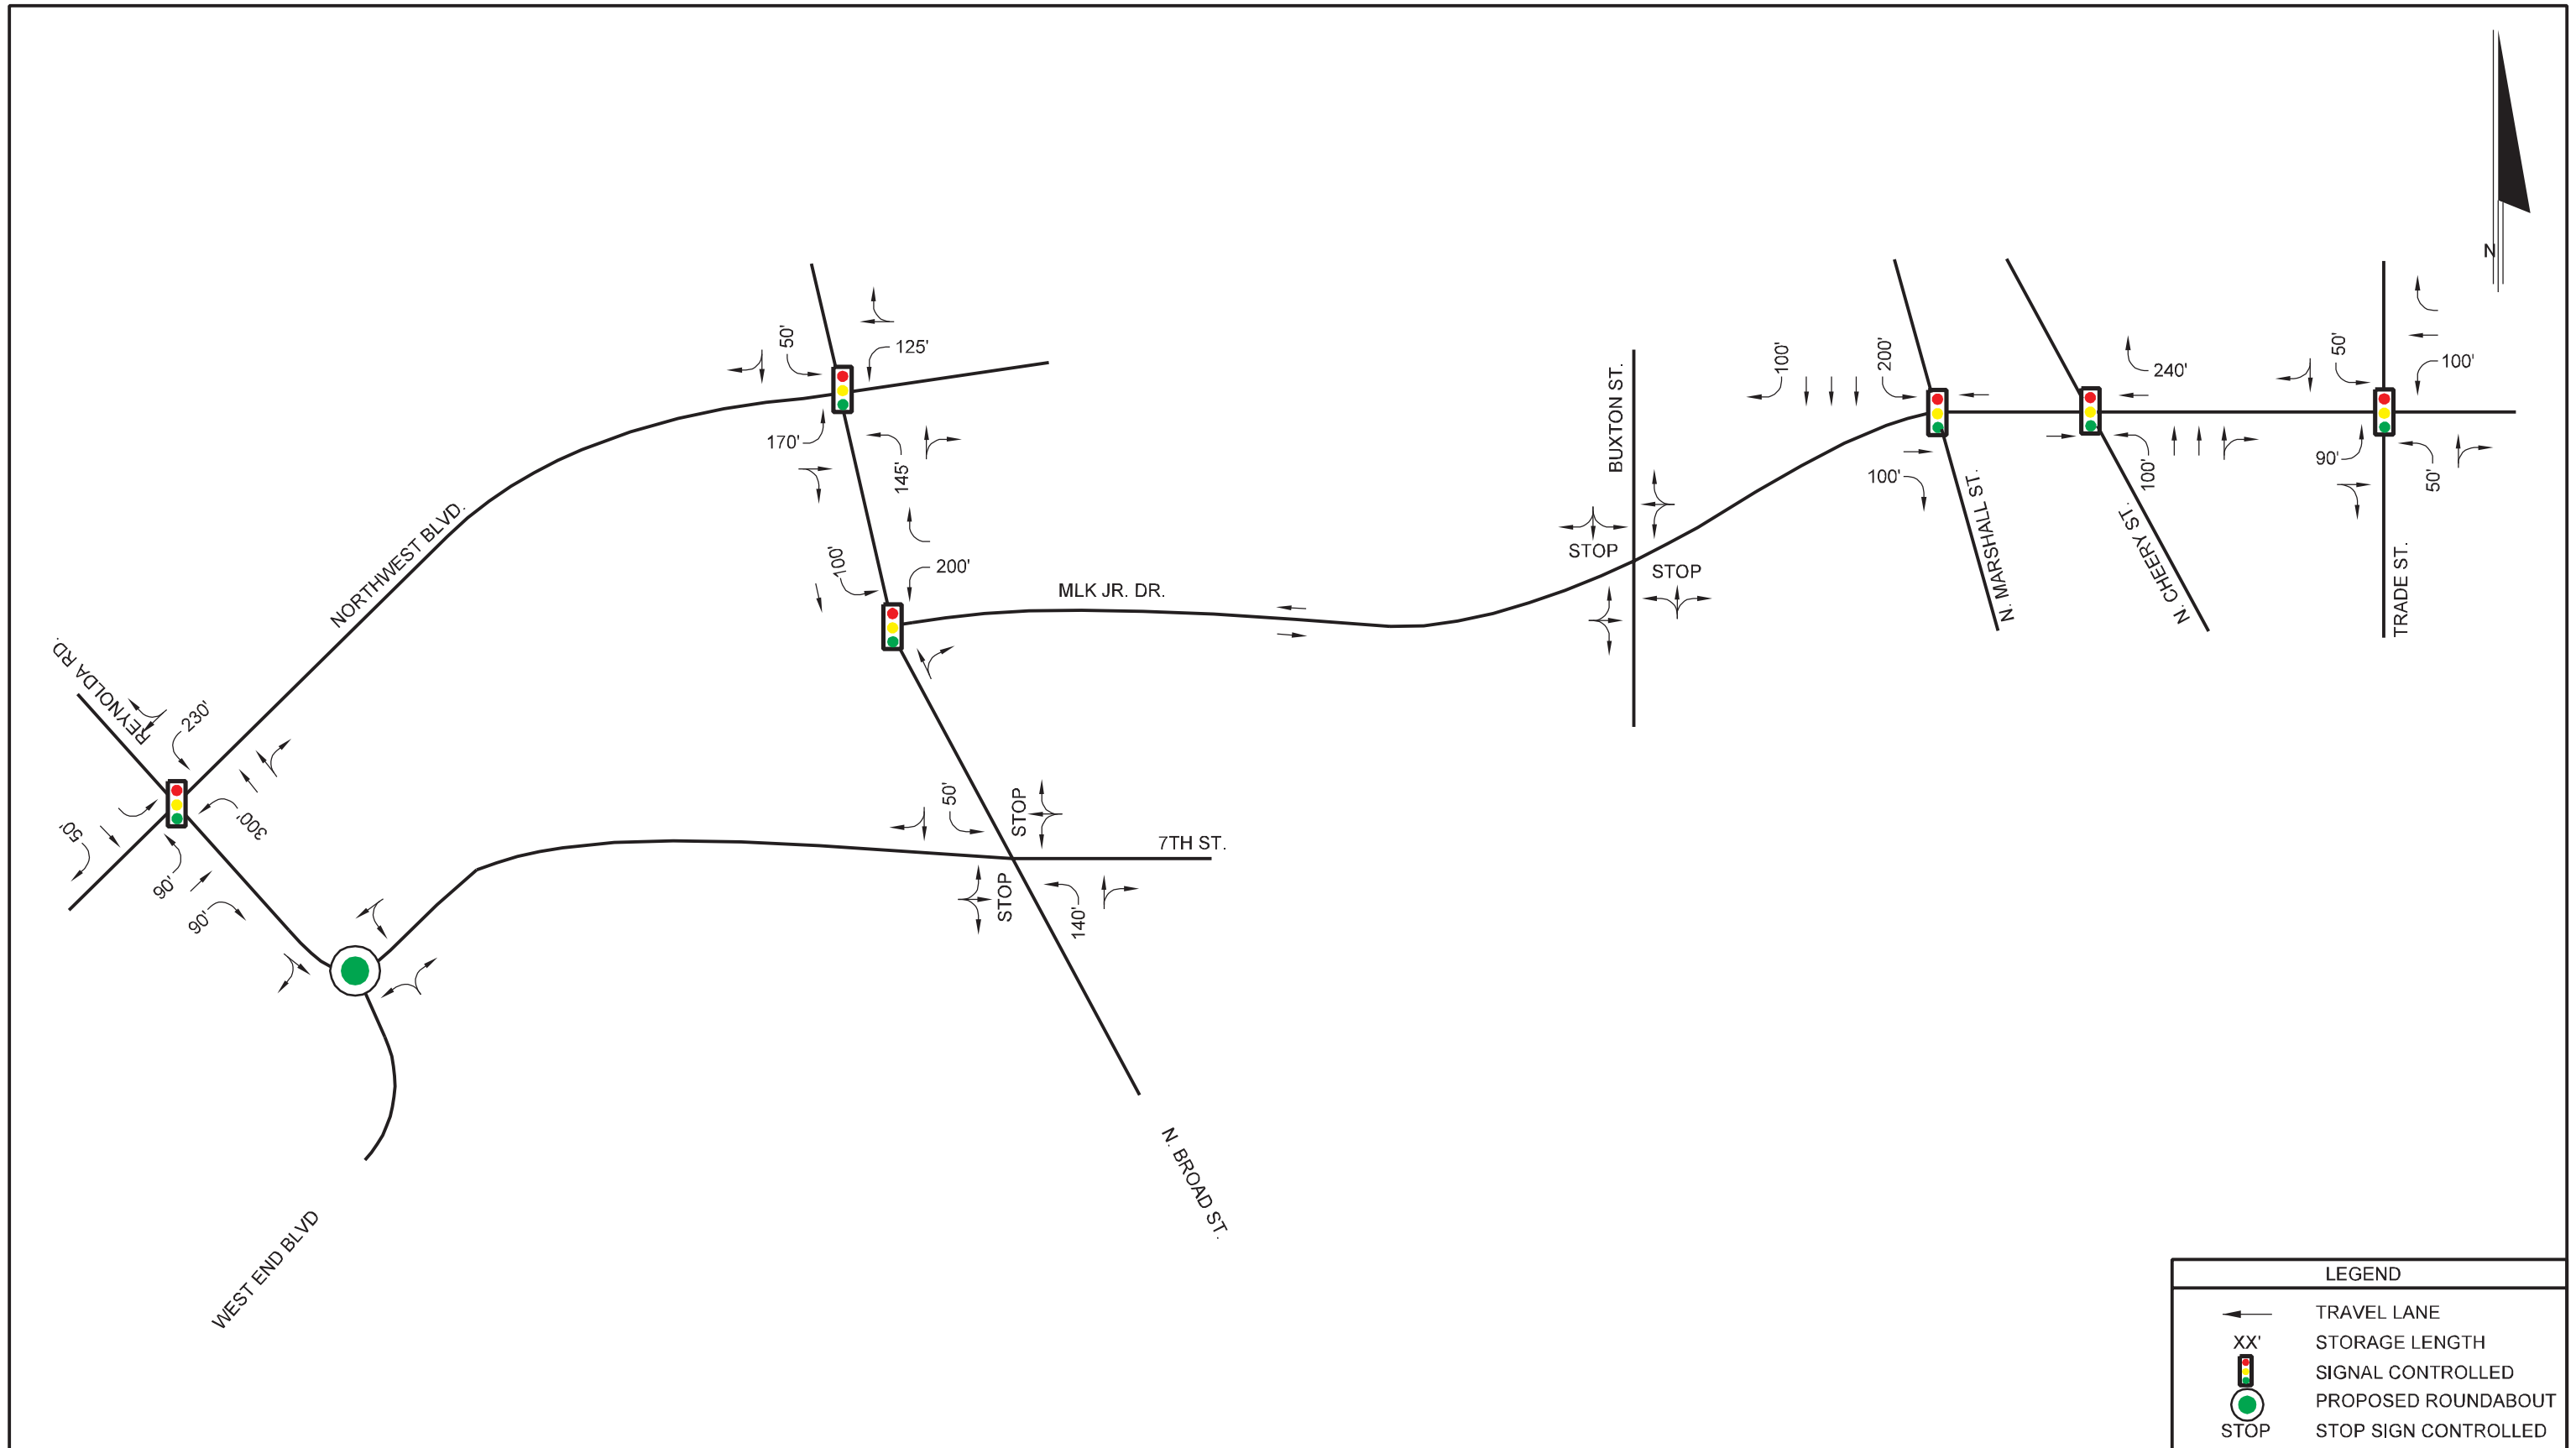 N
50'
125'
170'
145'
100'
200'
MLK JR. DR.
NORTHWEST BLVD.
REYNOLDA RD.
230'
300'
50'
90'
90'
50'
STOP
STOP
140'
7TH ST.
N. BROAD ST.
WEST END BLVD
BUXTON ST.
STOP
STOP
100'
200'
100'
N. MARSHALL ST.
240'
100'
N. CHEERY ST.
50'
100'
90'
50'
TRADE ST.
LEGEND
TRAVEL LANE
XX' STORAGE LENGTH
SIGNAL CONTROLLED
PROPOSED ROUNDABOUT
STOP STOP SIGN CONTROLLED